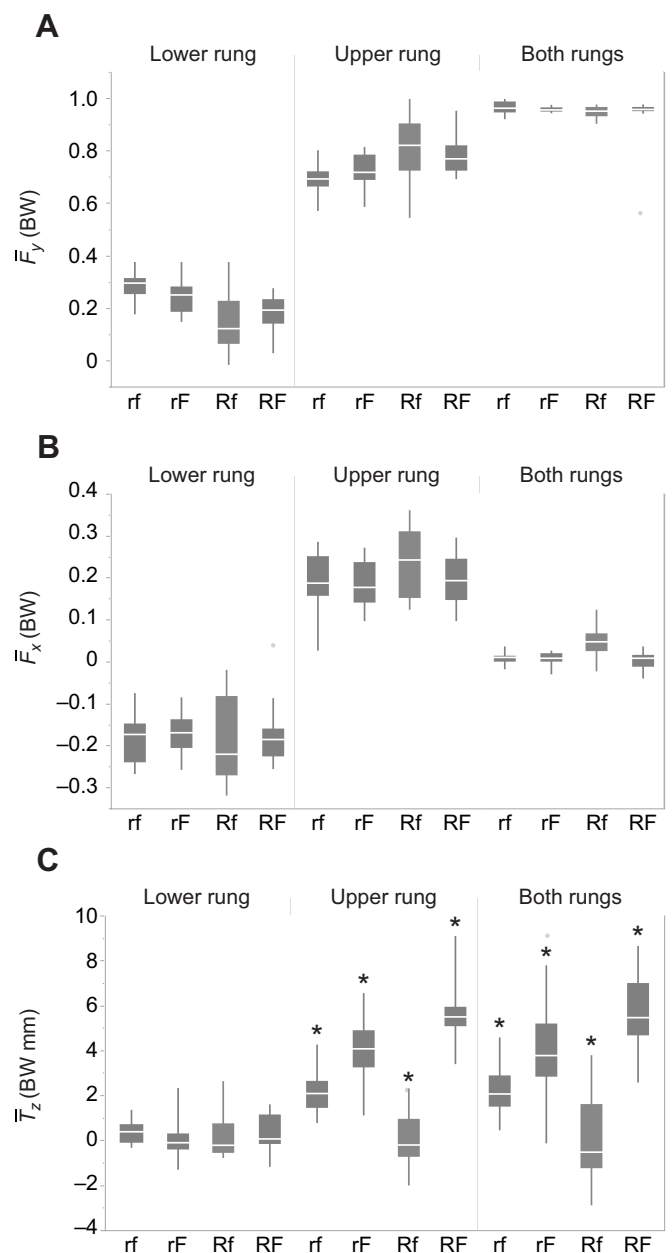 A
Lower rung Upper rung Both rungs
1.0
0.8
0.6
0.4
0.2
0
F̅y (BW)
rf rF Rf RF rf rF Rf RF rf rF Rf RF
B
Lower rung Upper rung Both rungs
0.4
0.3
0.2
0.1
0
–0.1
–0.2
–0.3
F̅x (BW)
rf rF Rf RF rf rF Rf RF rf rF Rf RF
C
Lower rung Upper rung Both rungs
10
8
6
4
2
0
–2
–4
T̅z (BW mm)
* * * * * * * *
rf rF Rf RF rf rF Rf RF rf rF Rf RF